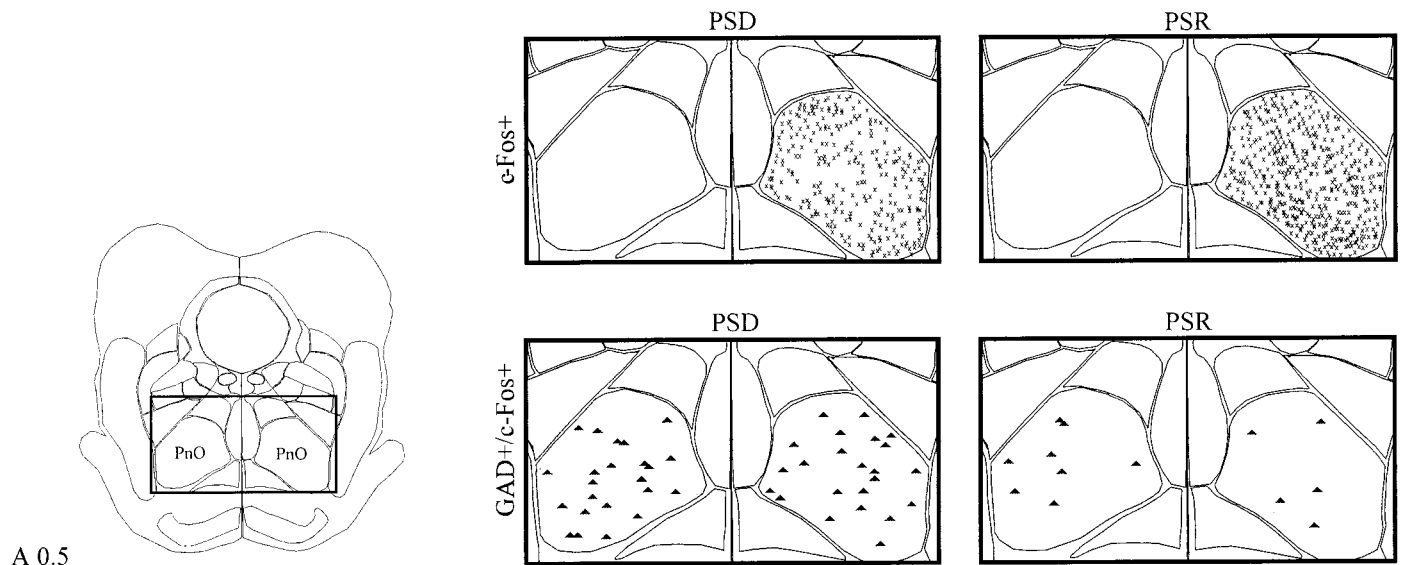 PSD PSR
c-Fos+
PSD PSR
GAD+/c-Fos+
PnO PnO
A 0.5